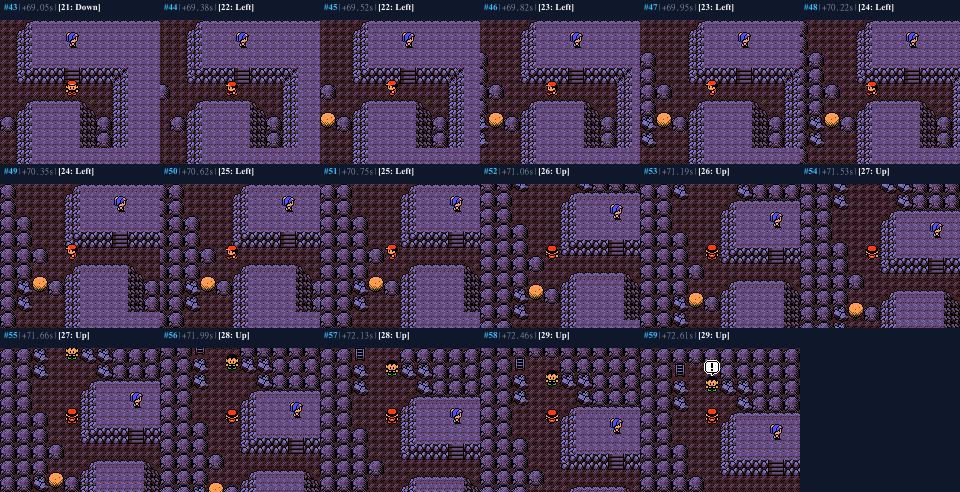 #43|+69.05s|[21: Down] #44|+69.38s|[22: Left] #45|+69.52s|[22: Left] #46|+69.82s|[23: Left] #47|+69.95s|[23: Left] #48|+70.22s|[24: Left]
#49|+70.35s|[24: Left] #50|+70.62s|[25: Left] #51|+70.75s|[25: Left] #52|+71.06s|[26: Up] #53|+71.19s|[26: Up] #54|+71.53s|[27: Up]
#55|+71.66s|[27: Up] #56|+71.99s|[28: Up] #57|+72.13s|[28: Up] #58|+72.46s|[29: Up] #59|+72.61s|[29: Up]
!